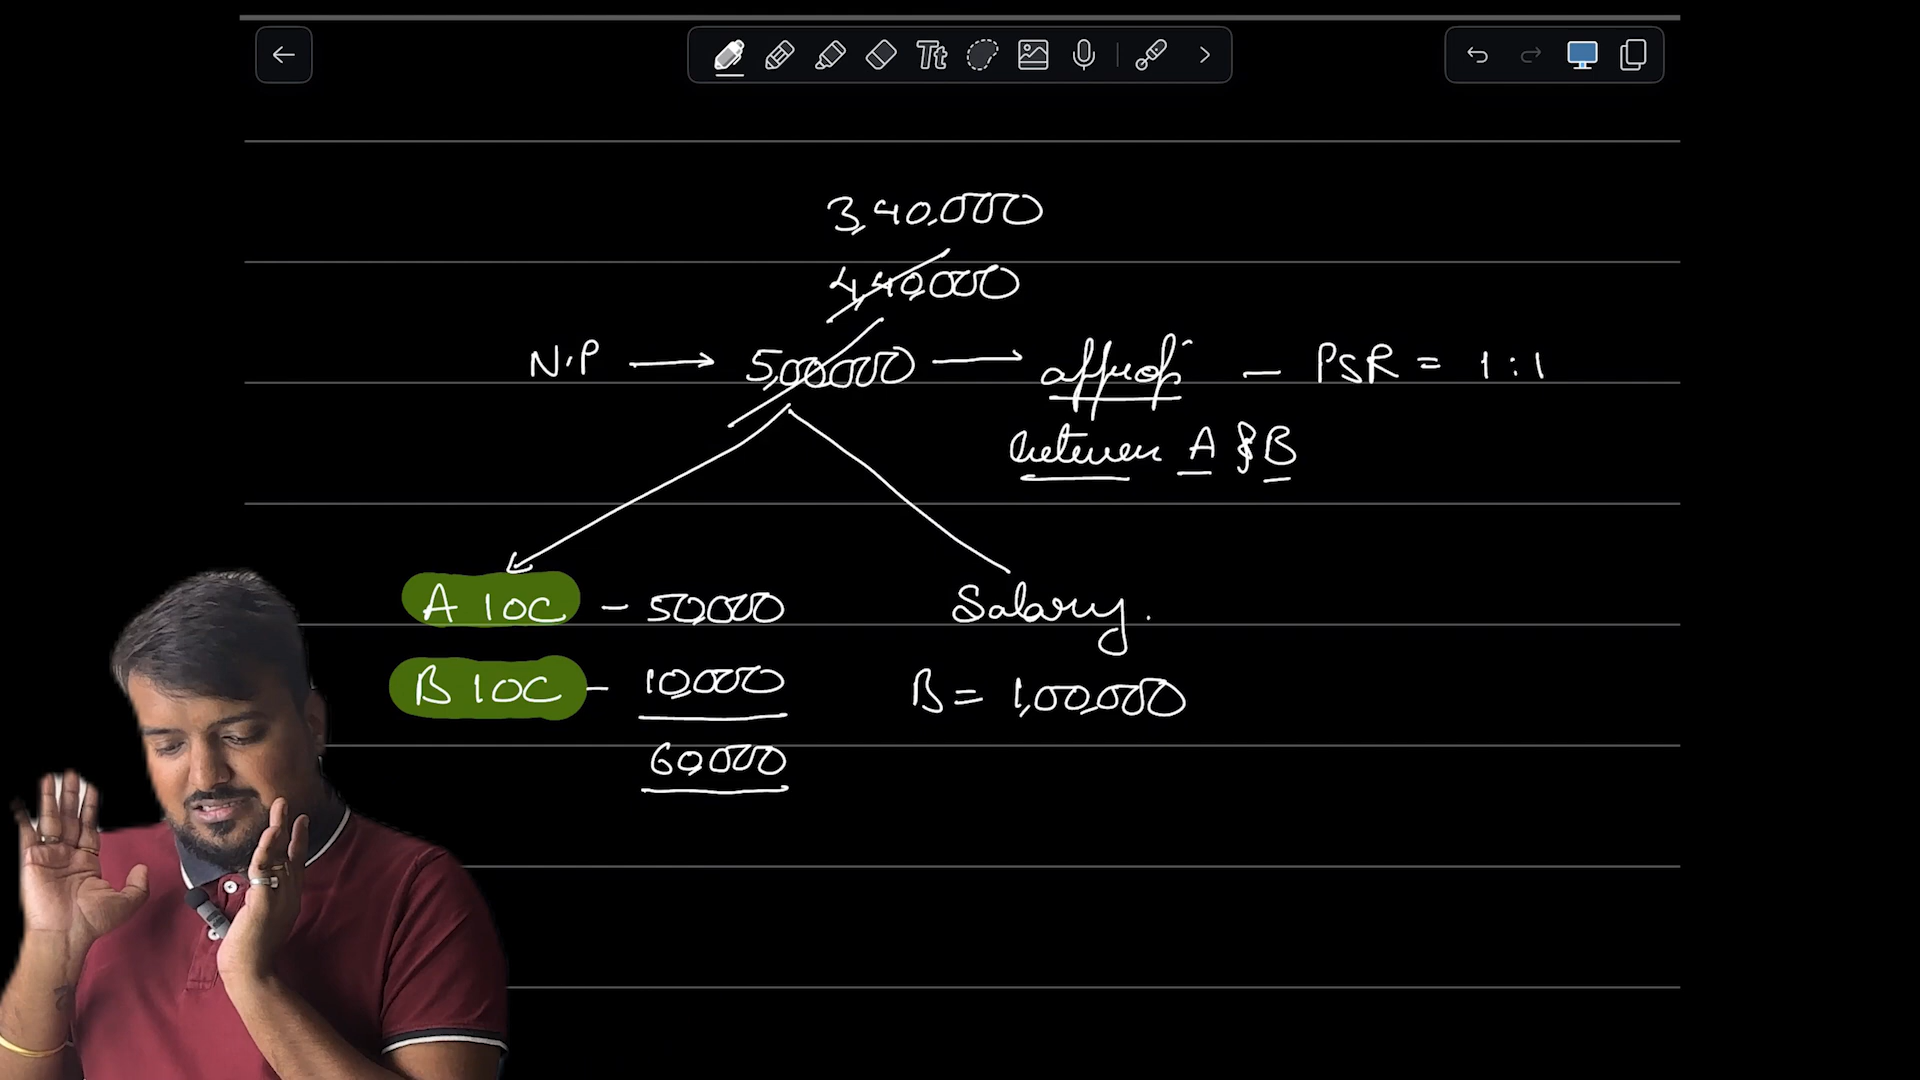 Tt
3,40,000
4,40,000
N.P → 5,00,000 → approp - PSR = 1:1
between A & B
A IOC - 50,000
Salary.
B IOC - 10,000
B = 1,00,000
60,000